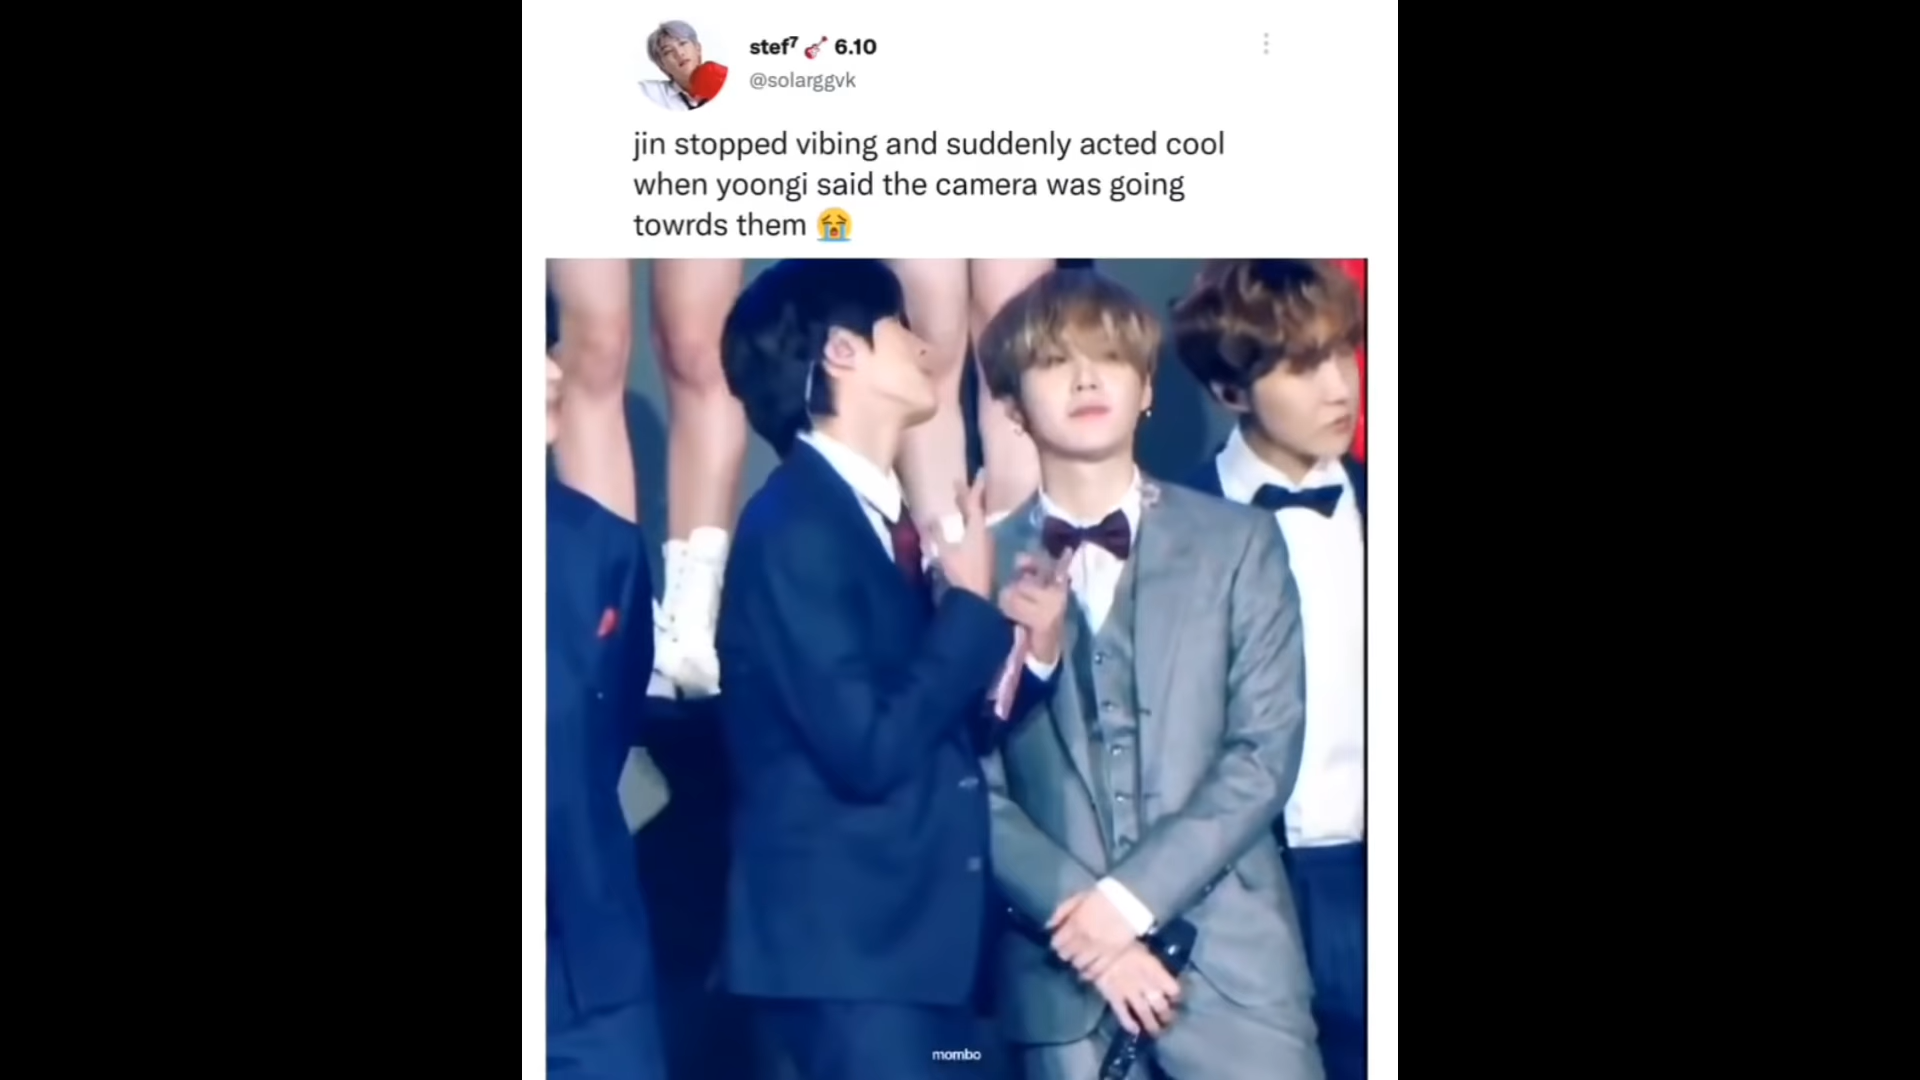 stef⁷ 🎸 6.10
@solarggvk
jin stopped vibing and suddenly acted cool
when yoongi said the camera was going
towrds them 😭
mombo